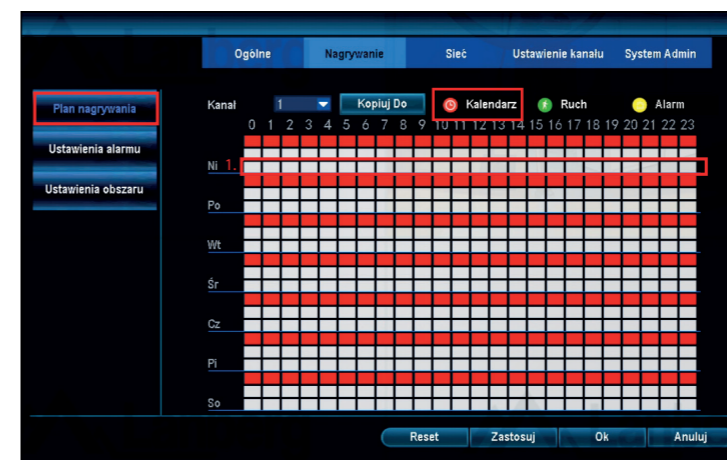 Ogólne Nagrywanie Sieć Ustawienie kanału System Admin
Plan nagrywania
Ustawienia alarmu
Ustawienia obszaru
Kanał 1 Kopiuj Do Kalendarz Ruch Alarm
0 1 2 3 4 5 6 7 8 9 10 11 12 13 14 15 16 17 18 19 20 21 22 23
Ni 1.
Po
Wt
Śr
Cz
Pi
So
Reset Zastosuj Ok Anuluj